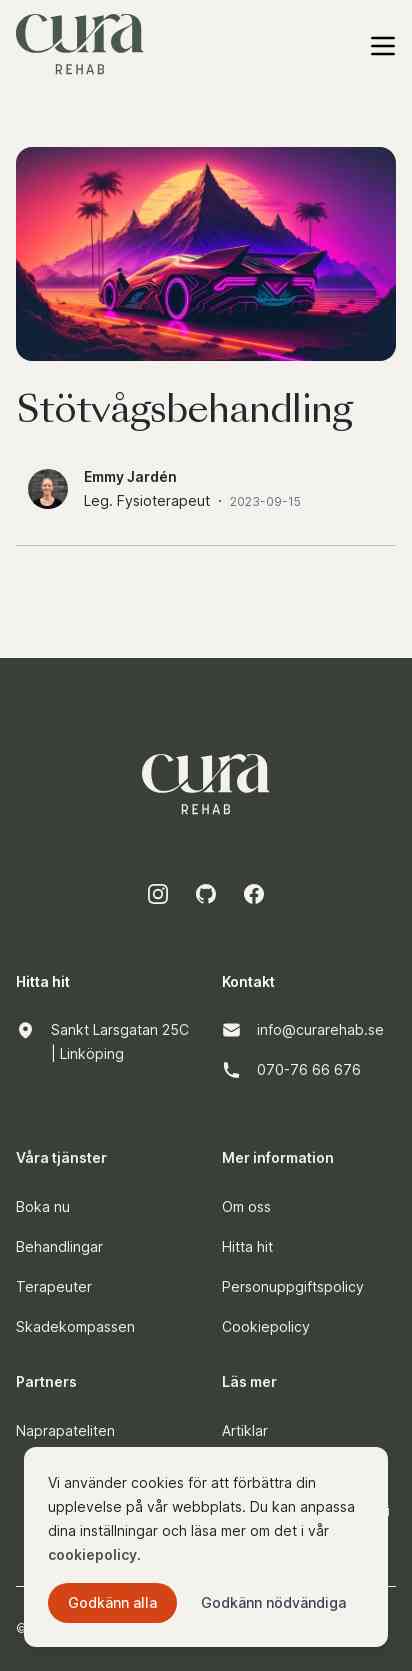 cura
REHAB
Stötvågsbehandling
Emmy Jardén
Leg. Fysioterapeut · 2023-09-15
cura
REHAB
Hitta hit
Sankt Larsgatan 25C
| Linköping
Kontakt
info@curarehab.se
070-76 66 676
Våra tjänster
Boka nu
Behandlingar
Terapeuter
Skadekompassen
Mer information
Om oss
Hitta hit
Personuppgiftspolicy
Cookiepolicy
Partners
Naprapateliten
Läs mer
Artiklar
Vi använder cookies för att förbättra din
upplevelse på vår webbplats. Du kan anpassa
dina inställningar och läsa mer om det i vår
cookiepolicy.
Godkänn alla
Godkänn nödvändiga